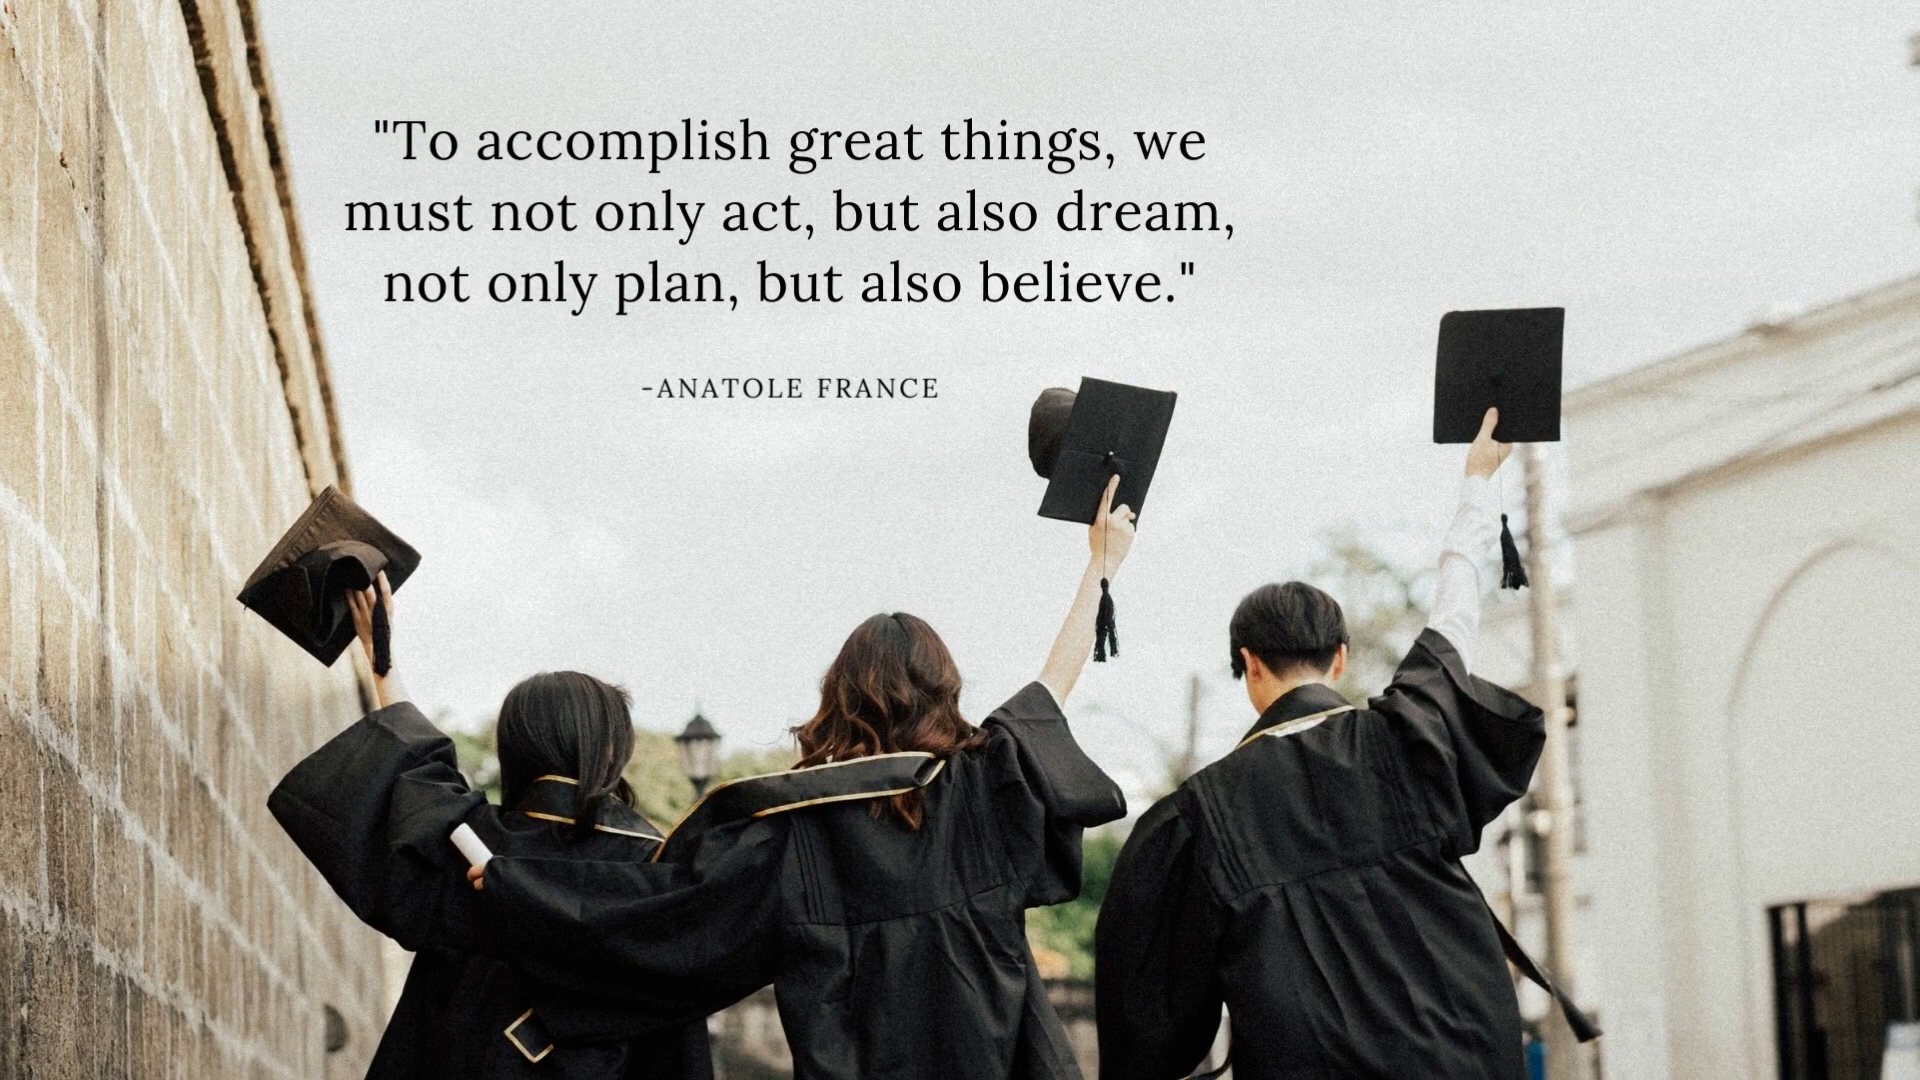 "To accomplish great things, we
must not only act, but also dream,
not only plan, but also believe."
-ANATOLE FRANCE